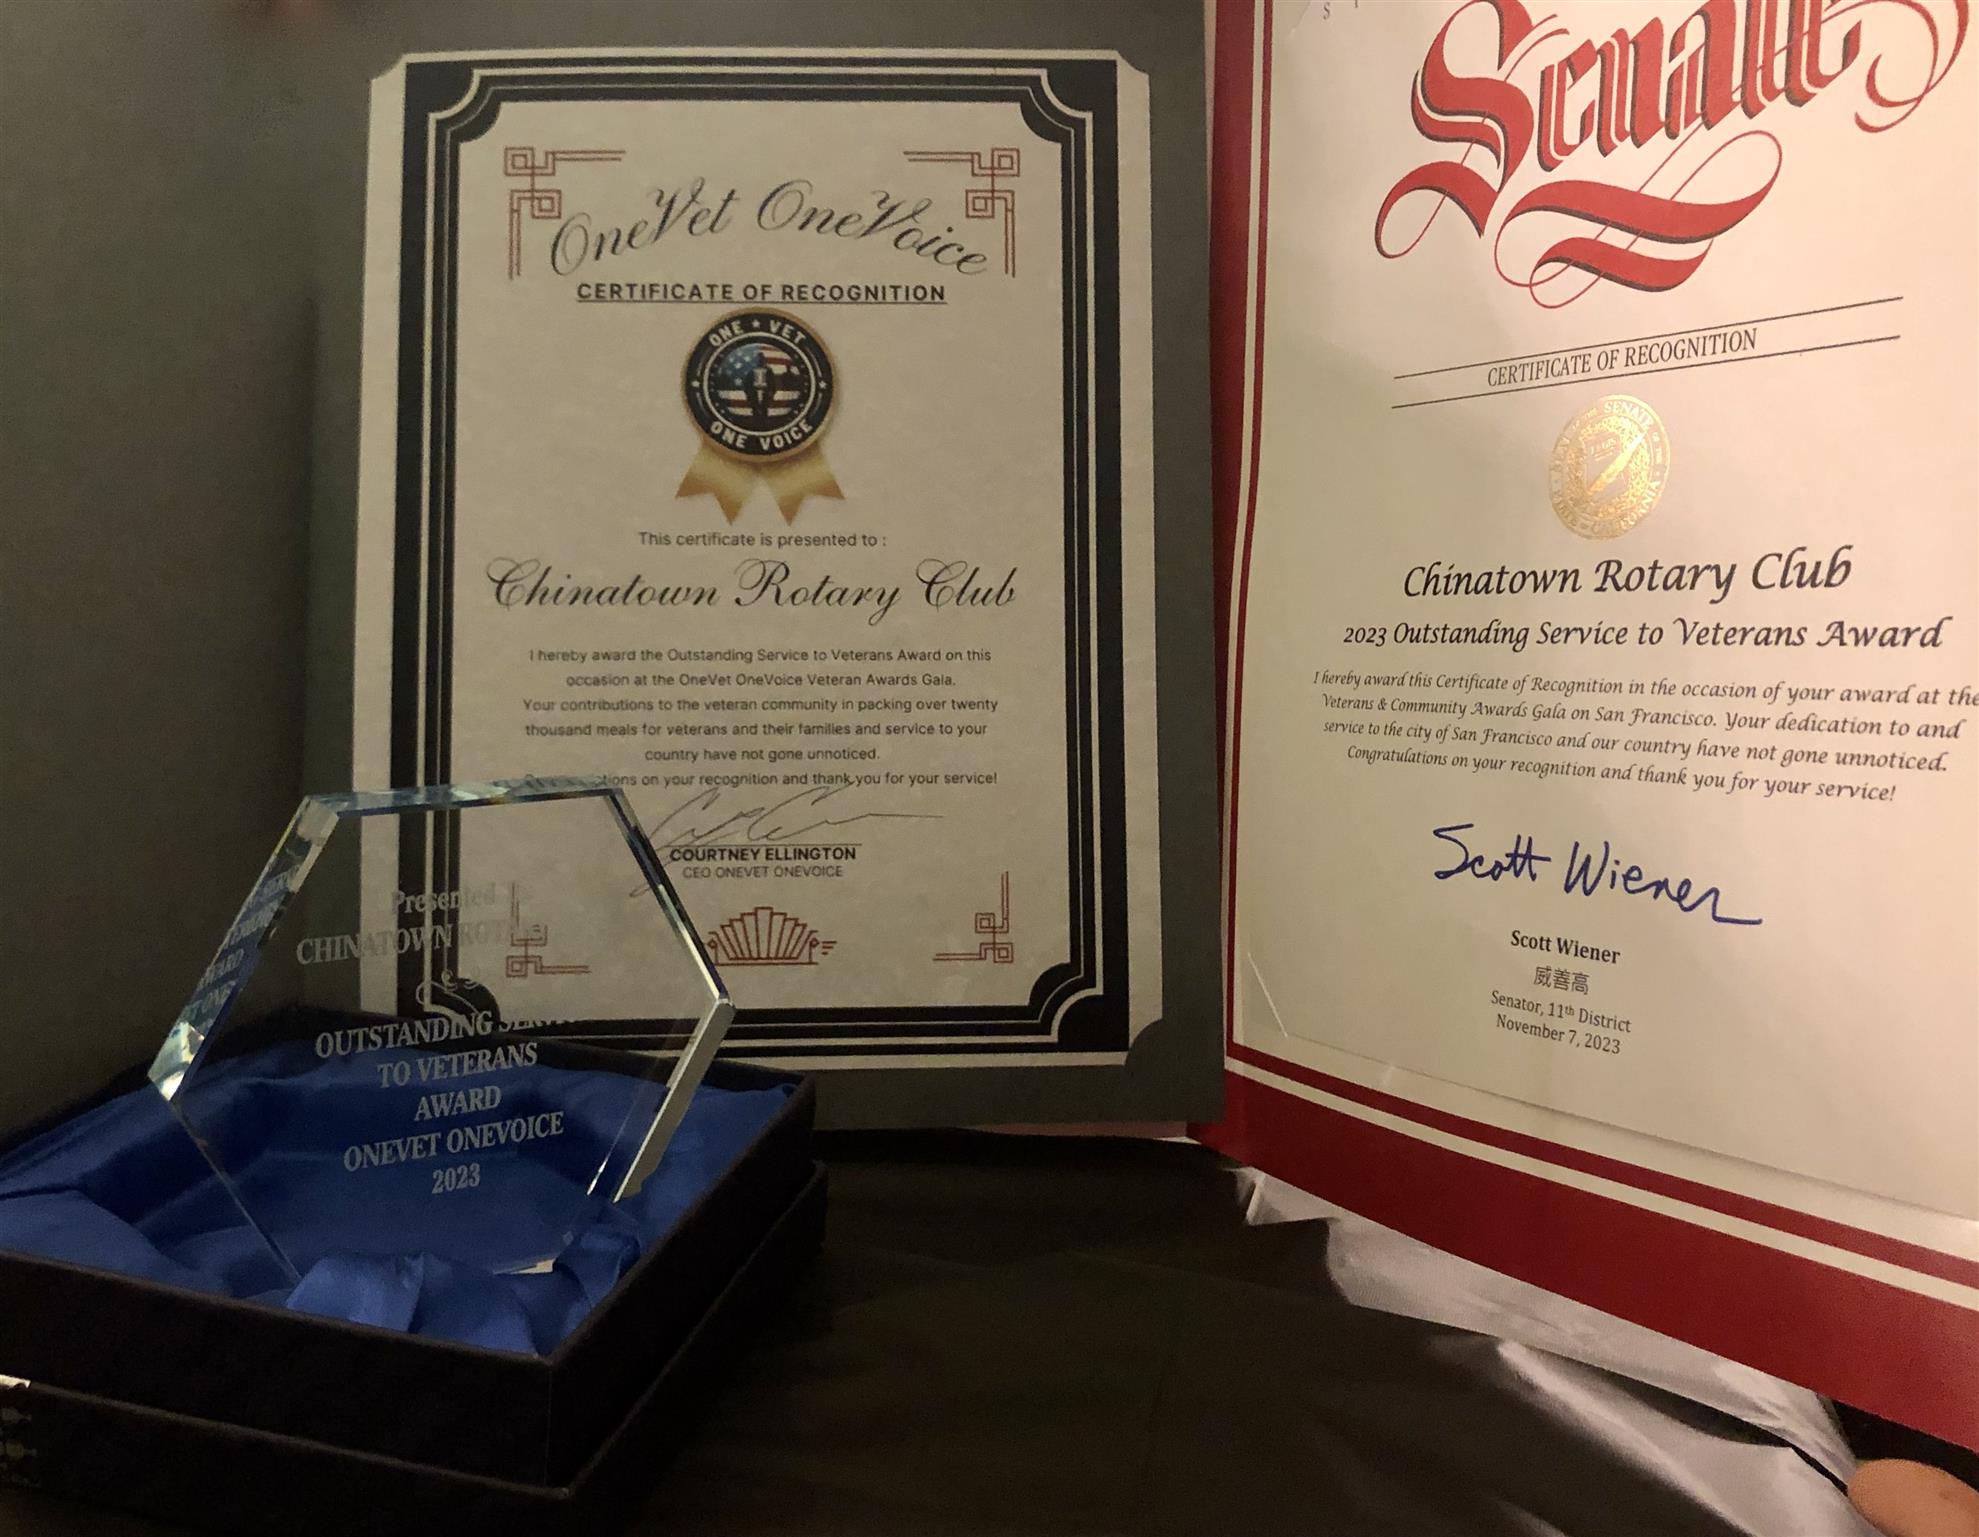 OneVet OneVoice
CERTIFICATE OF RECOGNITION
ONE ★ VET
ONE VOICE
This certificate is presented to :
Chinatown Rotary Club
I hereby award the Outstanding Service to Veterans Award on this
occasion at the OneVet OneVoice Veteran Awards Gala.
Your contributions to the veteran community in packing over twenty
thousand meals for veterans and their families and service to your
country have not gone unnoticed.
on your recognition and thank you for your service!
COURTNEY ELLINGTON
CEO ONEVET ONEVOICE
Presented
CHINATOWN
OUTSTANDING
TO VETERANS
AWARD
ONEVET ONEVOICE
2023
Senate
CERTIFICATE OF RECOGNITION
SENATE OF THE
CALIFORNIA
Chinatown Rotary Club
2023 Outstanding Service to Veterans Award
I hereby award this Certificate of Recognition in the occasion of your award at the
Veterans & Community Awards Gala on San Francisco. Your dedication to and
service to the city of San Francisco and our country have not gone unnoticed.
Congratulations on your recognition and thank you for your service!
Scott Wiener
Scott Wiener
威善高
Senator, 11th District
November 7, 2023